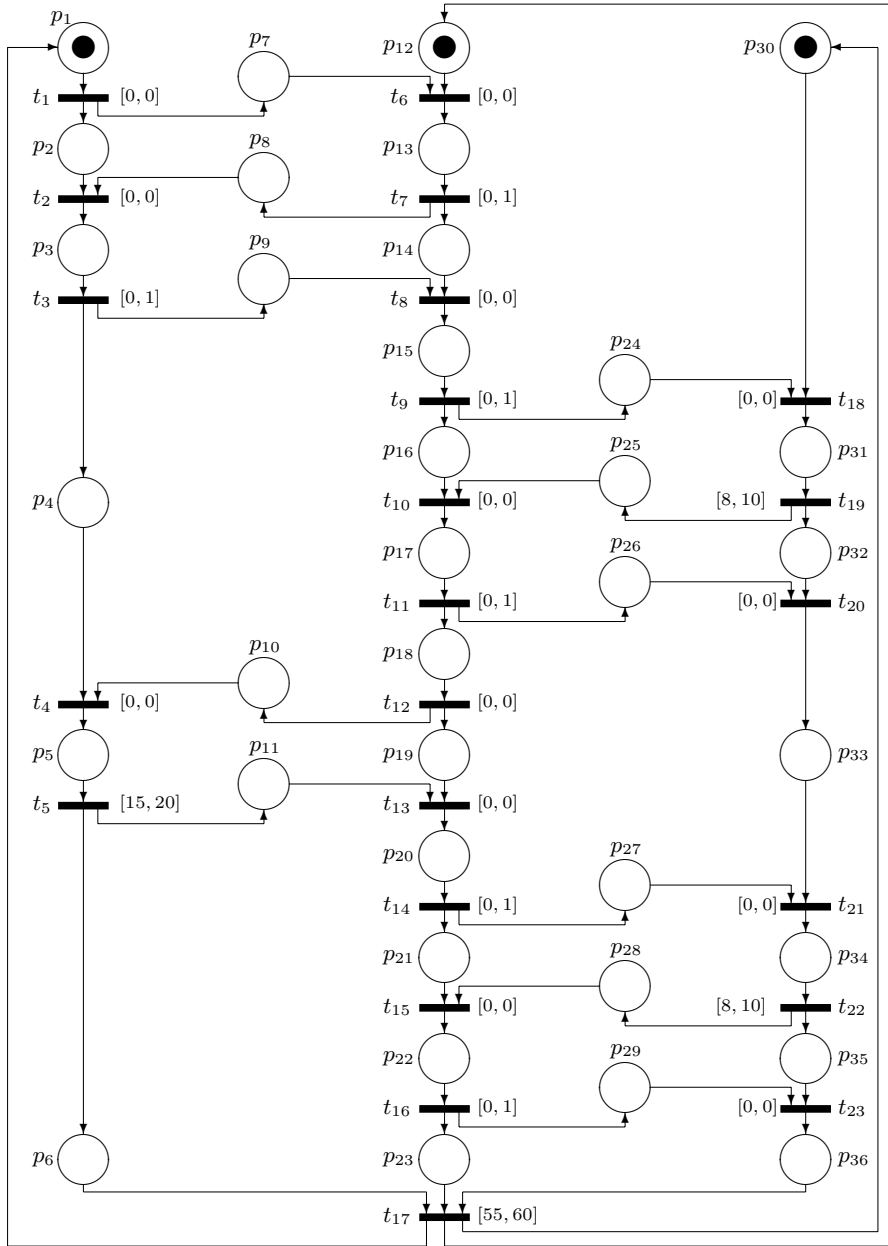 p1
p7
p12
p30
t1 [0, 0]
t6 [0, 0]
p2
p8
p13
t2 [0, 0]
t7 [0, 1]
p3
p9
p14
t3 [0, 1]
t8 [0, 0]
p15
p24
t9 [0, 1]
[0, 0] t18
p16
p25
p31
p4
t10 [0, 0]
[8, 10] t19
p17
p26
p32
t11 [0, 1]
[0, 0] t20
p10
p18
t4 [0, 0]
t12 [0, 0]
p5
p11
p19
p33
t5 [15, 20]
t13 [0, 0]
p20
p27
t14 [0, 1]
[0, 0] t21
p21
p28
p34
t15 [0, 0]
[8, 10] t22
p22
p29
p35
t16 [0, 1]
[0, 0] t23
p6
p23
p36
t17 [55, 60]